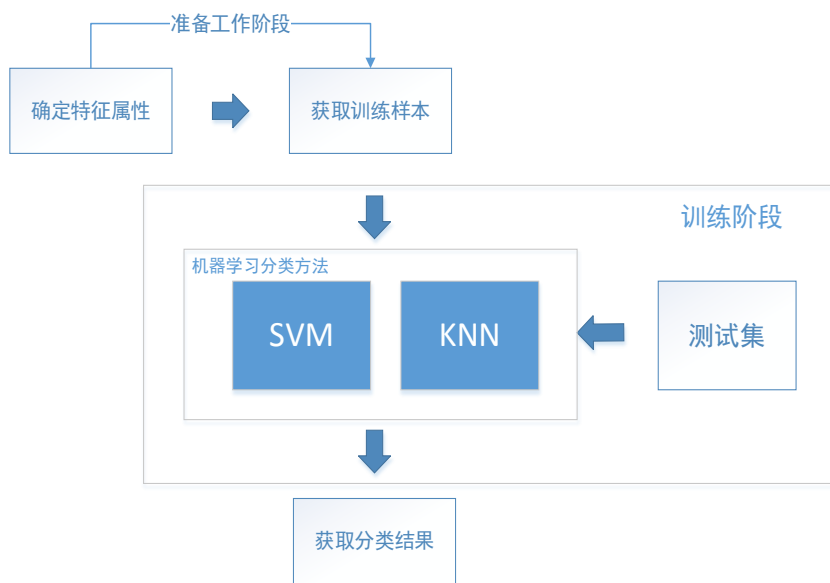 准备工作阶段
确定特征属性
获取训练样本
训练阶段
机器学习分类方法
SVM
KNN
测试集
获取分类结果